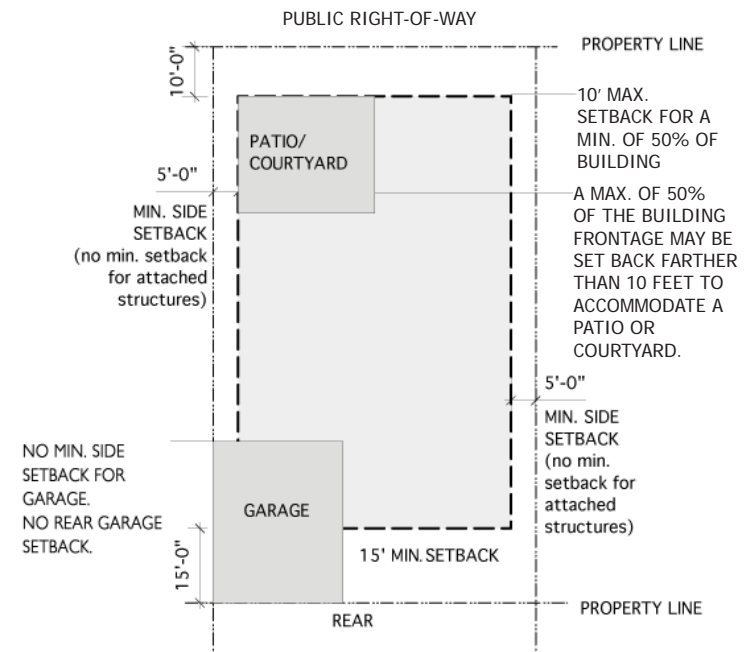 PUBLIC RIGHT-OF-WAY
PROPERTY LINE
10'-0"
10' MAX.
SETBACK FOR A
MIN. OF 50% OF
BUILDING
PATIO/
COURTYARD
5'-0"
MIN. SIDE
SETBACK
(no min. setback
for attached
structures)
A MAX. OF 50%
OF THE BUILDING
FRONTAGE MAY BE
SET BACK FARTHER
THAN 10 FEET TO
ACCOMMODATE A
PATIO OR
COURTYARD.
5'-0"
MIN. SIDE
SETBACK
(no min.
setback for
attached
structures)
NO MIN. SIDE
SETBACK FOR
GARAGE.
NO REAR GARAGE
SETBACK.
GARAGE
15'-0"
15' MIN. SETBACK
PROPERTY LINE
REAR